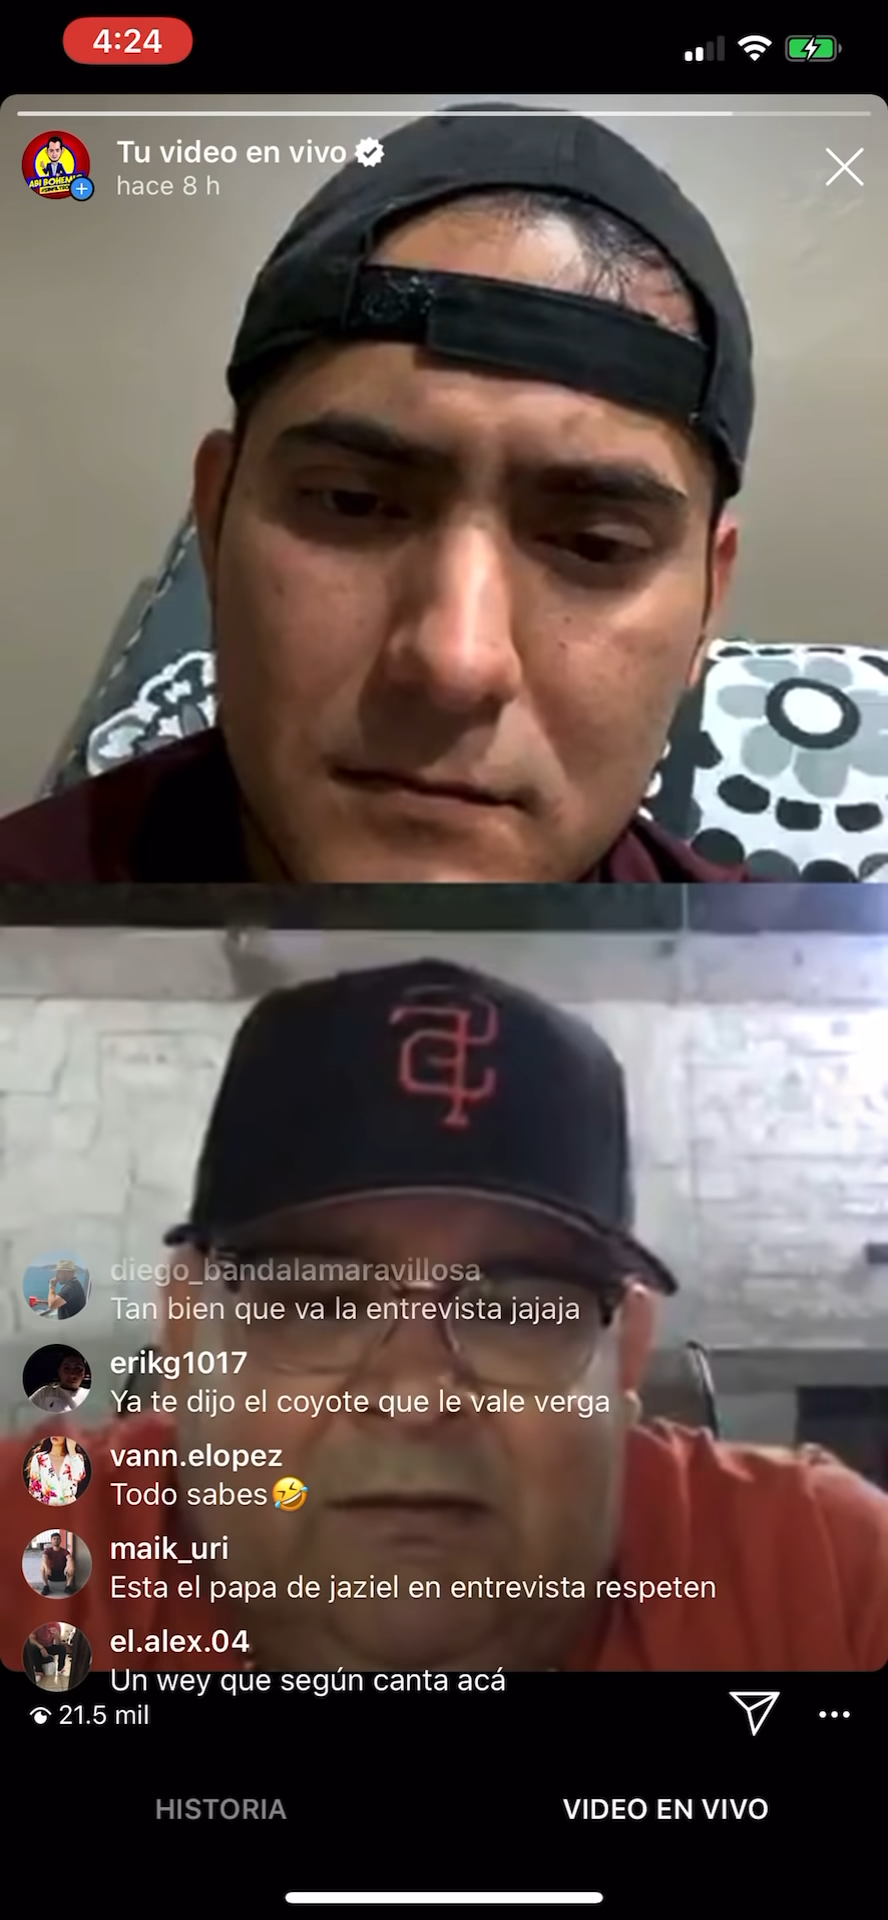 4:24
Tu video en vivo
hace 8 h
ABI BOHEMI
diego_bandalamaravillosa
Tan bien que va la entrevista jajaja
erikg1017
Ya te dijo el coyote que le vale verga
vann.elopez
Todo sabes🤣
maik_uri
Esta el papa de jaziel en entrevista respeten
el.alex.04
Un wey que según canta acá
21.5 mil
HISTORIA
VIDEO EN VIVO